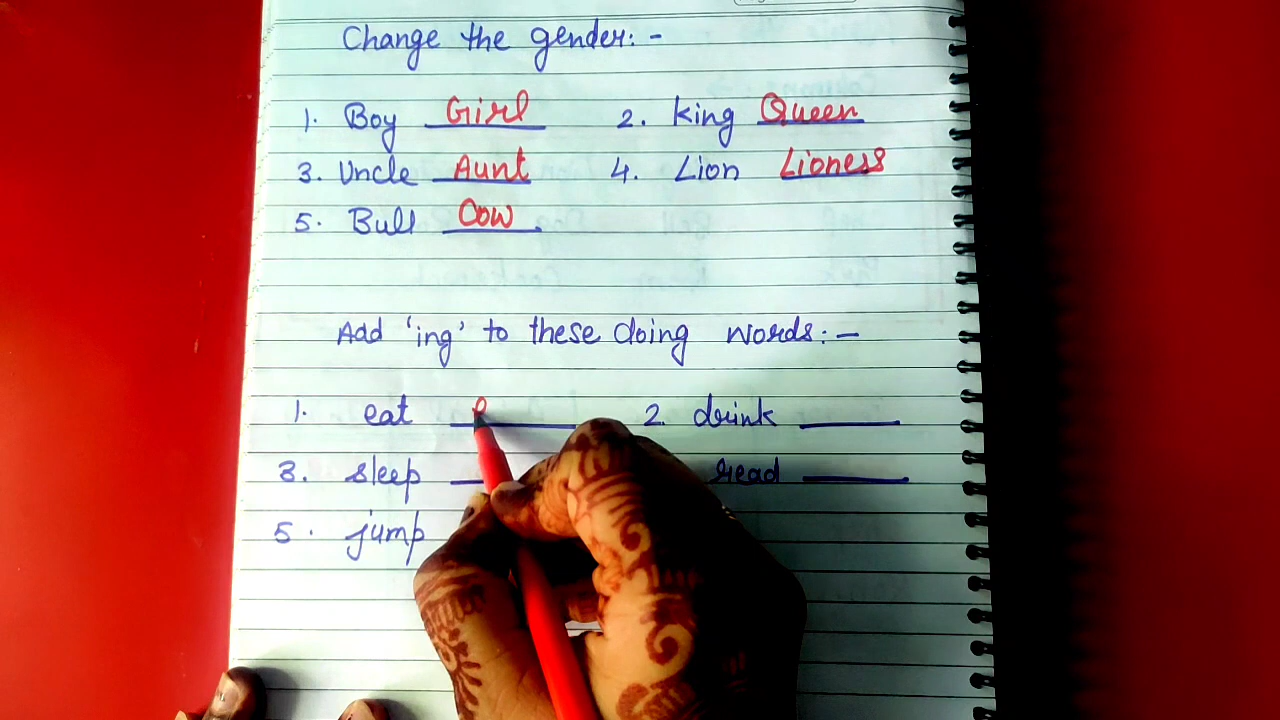 Change the gender:-
1. Boy Girl 2. King Queen
3. Uncle Aunt 4. Lion Lioness
5. Bull Cow.
Add 'ing' to these doing words:-
1. eat e 2. drink
3. sleep read
5. jump